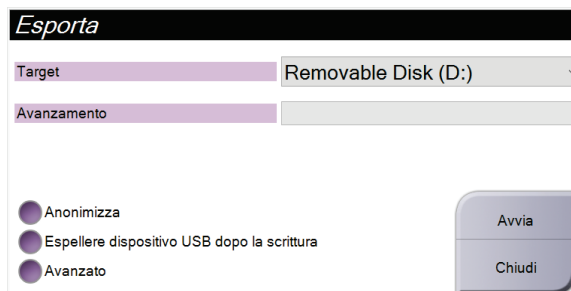 Esporta
Target Removable Disk (D:)
Avanzamento
Anonimizza
Espellere dispositivo USB dopo la scrittura
Avanzato
Avvia
Chiudi